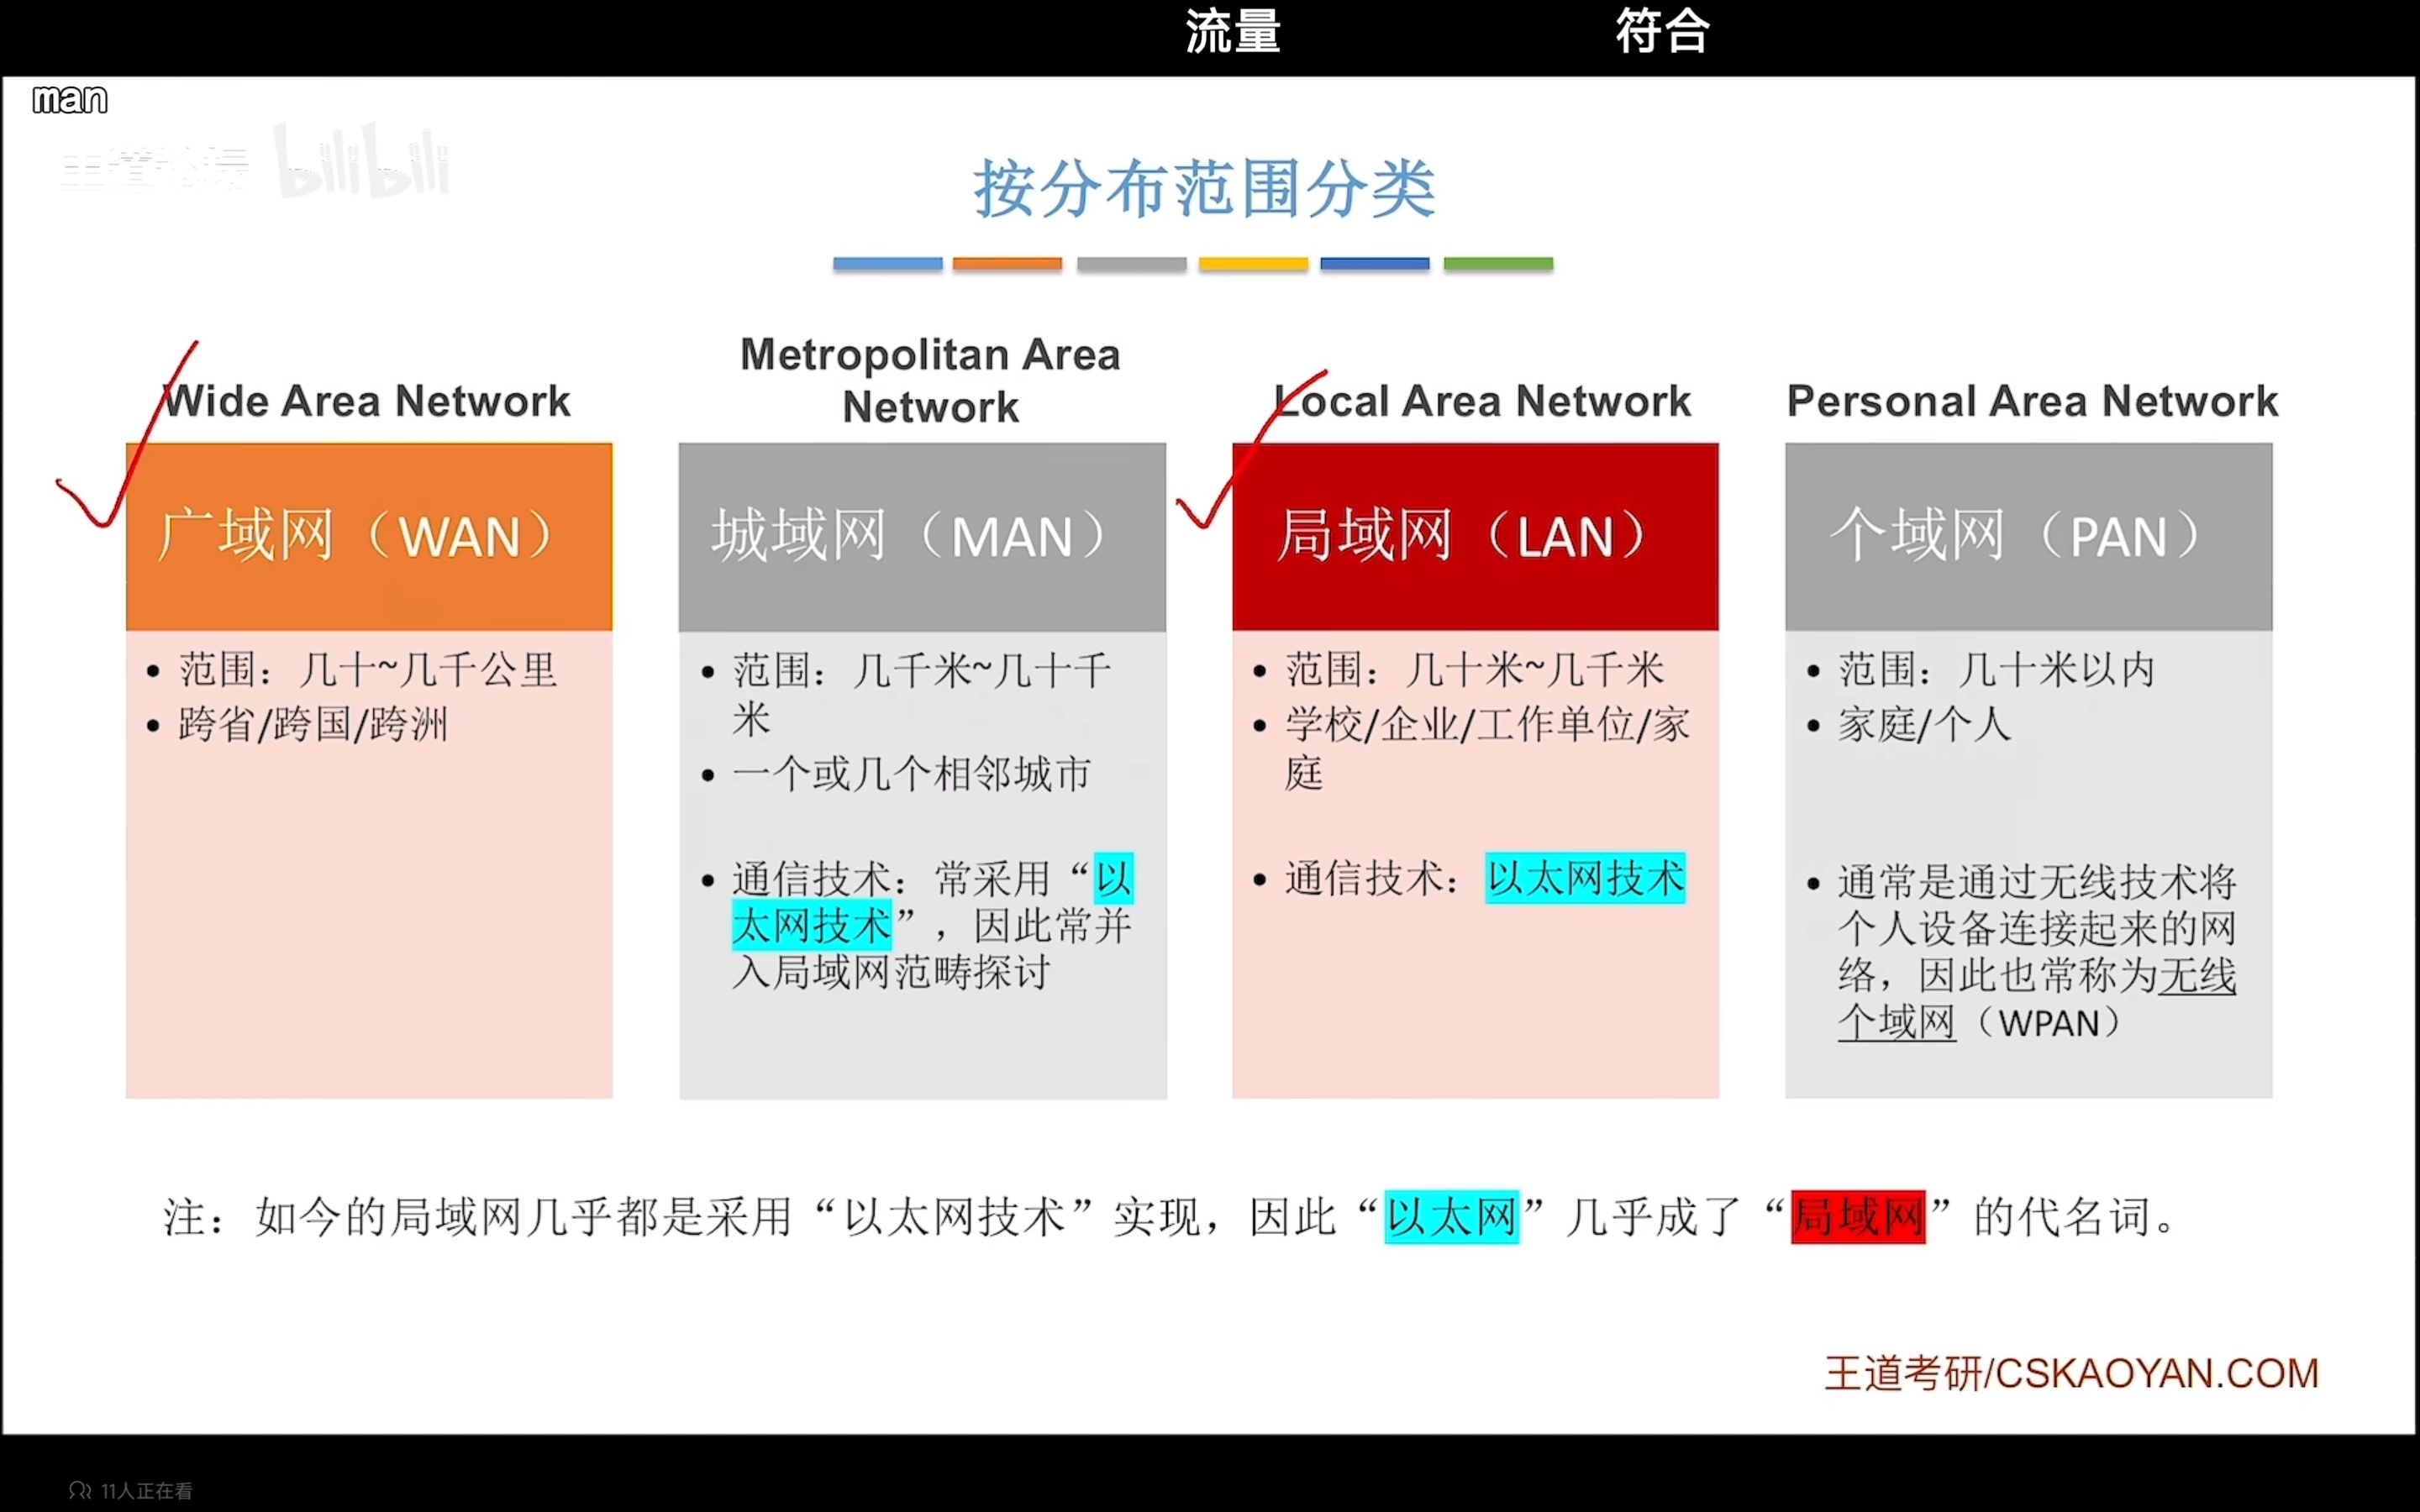 流量 符合
man
王道论坛 bilibili
按分布范围分类
Wide Area Network
广域网（WAN）
• 范围：几十~几千公里
• 跨省/跨国/跨洲
Metropolitan Area
Network
城域网（MAN）
• 范围：几千米~几十千
米
• 一个或几个相邻城市
• 通信技术：常采用“以
太网技术”，因此常并
入局域网范畴探讨
Local Area Network
局域网（LAN）
• 范围：几十米~几千米
• 学校/企业/工作单位/家
庭
• 通信技术：以太网技术
Personal Area Network
个域网（PAN）
• 范围：几十米以内
• 家庭/个人
• 通常是通过无线技术将
个人设备连接起来的网
络，因此也常称为无线
个域网（WPAN）
注：如今的局域网几乎都是采用“以太网技术”实现，因此“以太网”几乎成了“局域网”的代名词。
王道考研/CSKAOYAN.COM
11人正在看